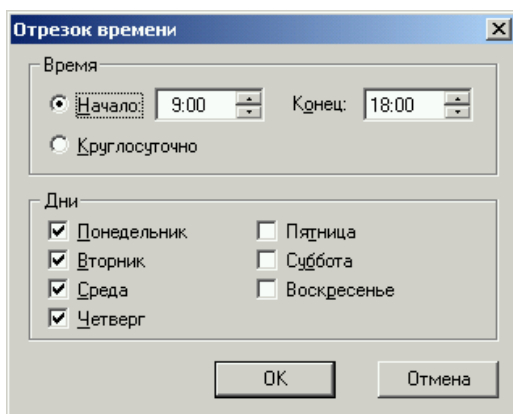 Отрезок времени
Время
Начало: 9:00 Конец: 18:00
Круглосуточно
Дни
Понедельник Пятница
Вторник Суббота
Среда Воскресенье
Четверг
OK Отмена